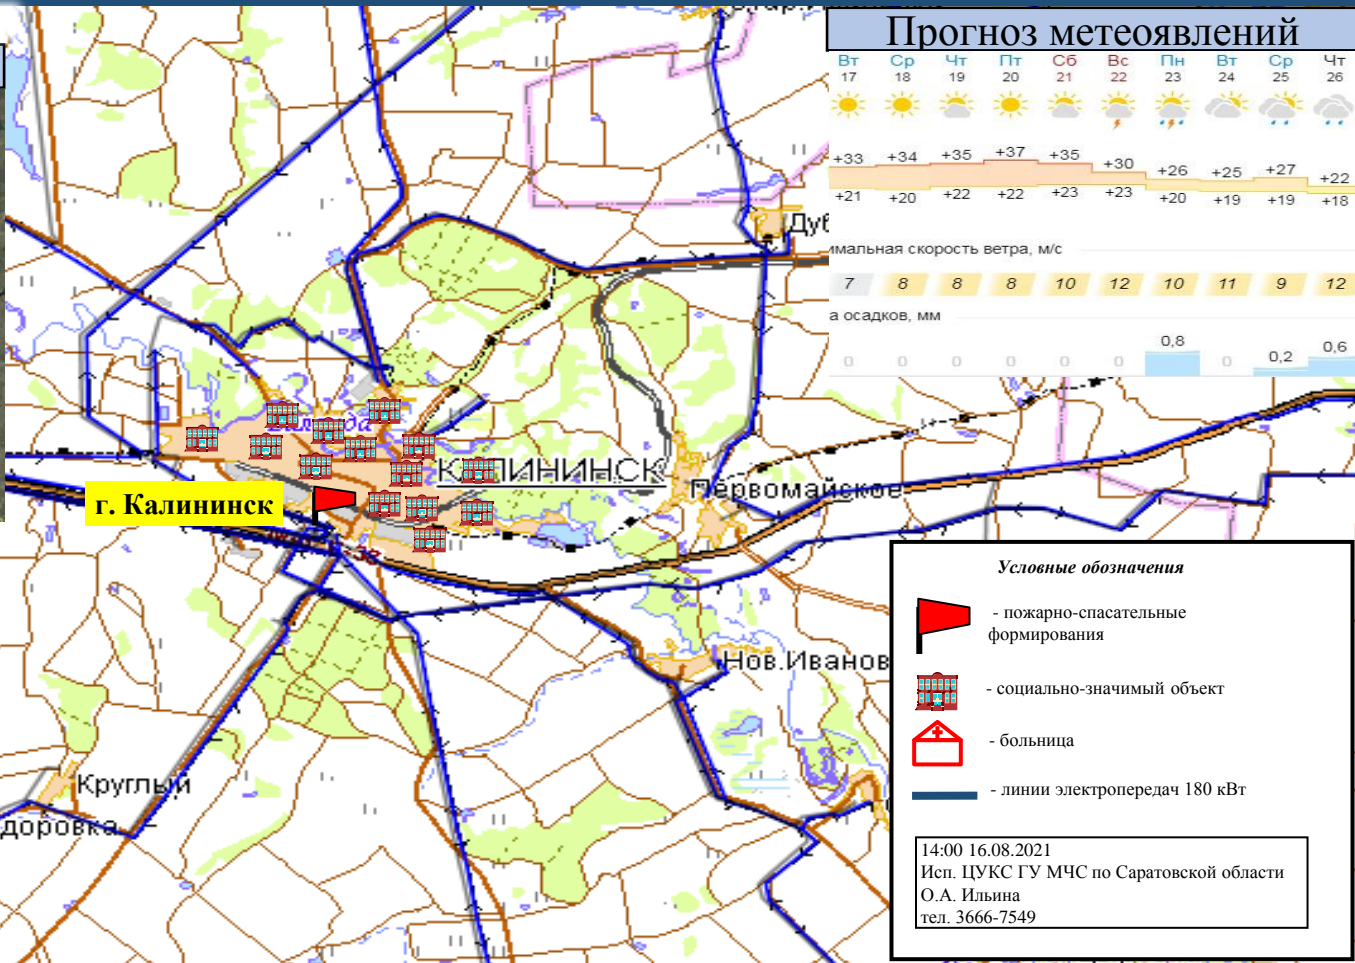 Прогноз метеоявлений
Вт Ср Чт Пт Сб Вс Пн Вт Ср Чт
17 18 19 20 21 22 23 24 25 26
+33 +34 +35 +37 +35 +30 +26 +25 +27 +22
+21 +20 +22 +22 +23 +23 +20 +19 +19 +18
имальная скорость ветра, м/с
7 8 8 8 10 12 10 11 9 12
а осадков, мм
0 0 0 0 0 0 0,8 0 0,2 0,6
Дуб
КАЛИНИНСК
Первомайское
г. Калининск
Нов.Иванов
Круглый
доровка
Условные обозначения
- пожарно-спасательные
формирования
- социально-значимый объект
- больница
- линии электропередач 180 кВт
14:00 16.08.2021
Исп. ЦУКС ГУ МЧС по Саратовской области
О.А. Ильина
тел. 3666-7549